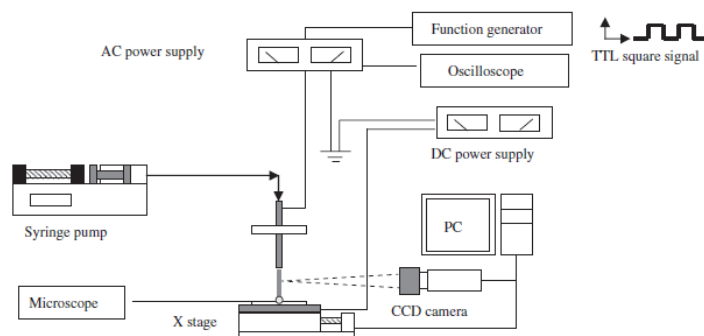 Function generator
AC power supply
TTL square signal
Oscilloscope
DC power supply
Syringe pump
PC
Microscope
X stage
CCD camera